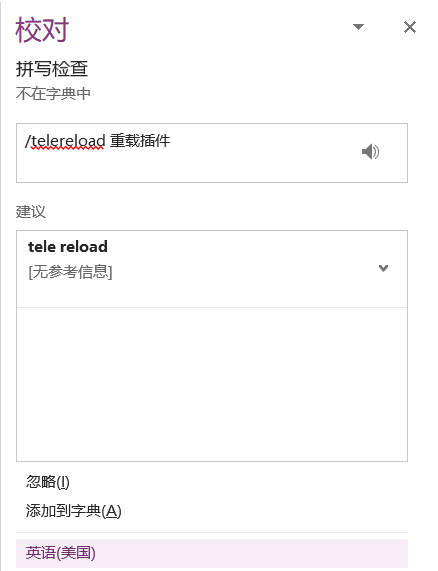 校对
拼写检查
不在字典中
/telereload 重载插件
建议
tele reload
[无参考信息]
忽略(I)
添加到字典(A)
英语(美国)